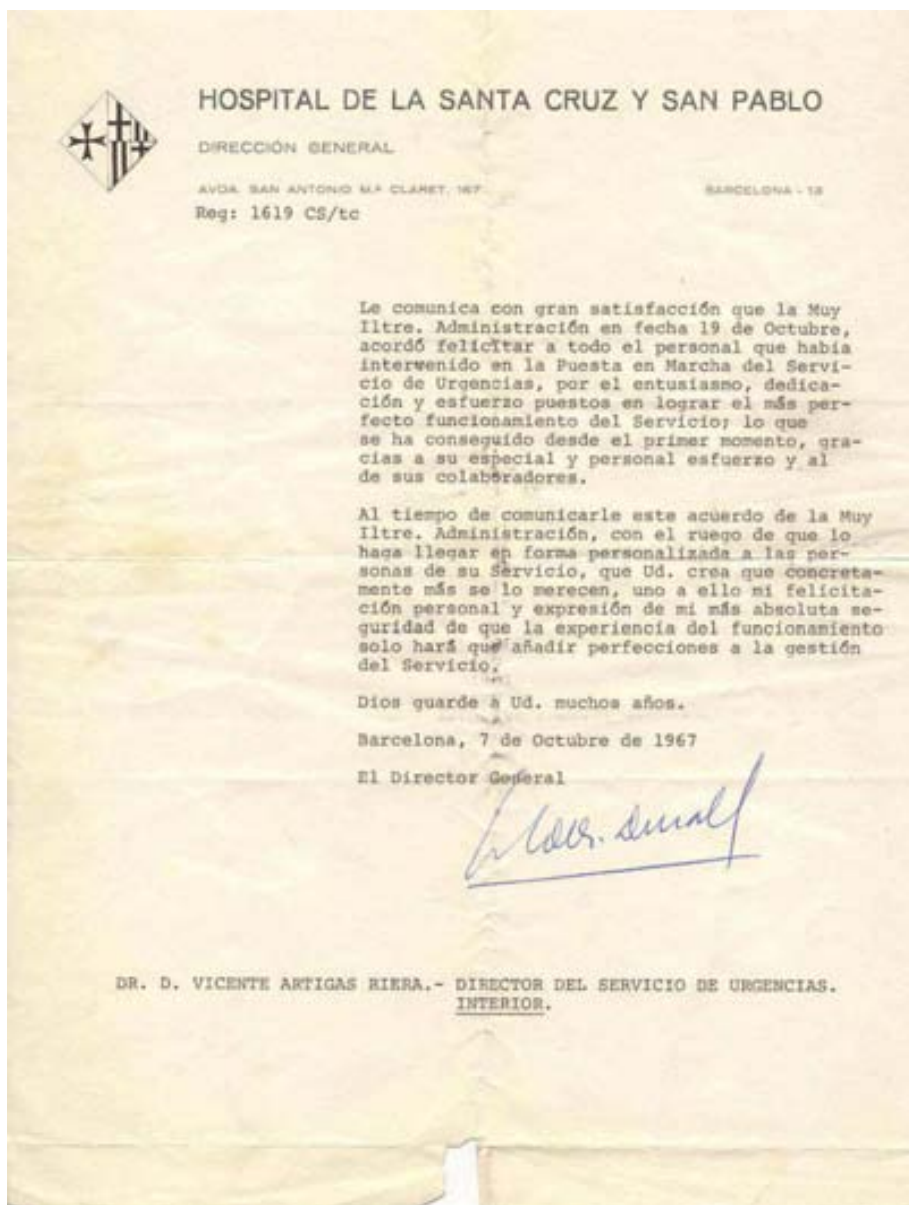 HOSPITAL DE LA SANTA CRUZ Y SAN PABLO
DIRECCIÓN GENERAL
AVDA. SAN ANTONIO M.ª CLARET, 167 BARCELONA - 13
Reg: 1619 CS/tc
Le comunica con gran satisfacción que la Muy
Iltre. Administración en fecha 19 de Octubre,
acordó felicitar a todo el personal que había
intervenido en la Puesta en Marcha del Servi-
cio de Urgencias, por el entusiasmo, dedica-
ción y esfuerzo puestos en lograr el más per-
fecto funcionamiento del Servicio; lo que
se ha conseguido desde el primer momento, gra-
cias a su especial y personal esfuerzo y al
de sus colaboradores.
Al tiempo de comunicarle este acuerdo de la Muy
Iltre. Administración, con el ruego de que lo
haga llegar en forma personalizada a las per-
sonas de su Servicio, que Ud. crea que concreta-
mente más se lo merecen, uno a ello mi felicita-
ción personal y expresión de mi más absoluta se-
guridad de que la experiencia del funcionamiento
solo hará que añadir perfecciones a la gestión
del Servicio.
Dios guarde a Ud. muchos años.
Barcelona, 7 de Octubre de 1967
El Director General
DR. D. VICENTE ARTIGAS RIERA.- DIRECTOR DEL SERVICIO DE URGENCIAS.
INTERIOR.